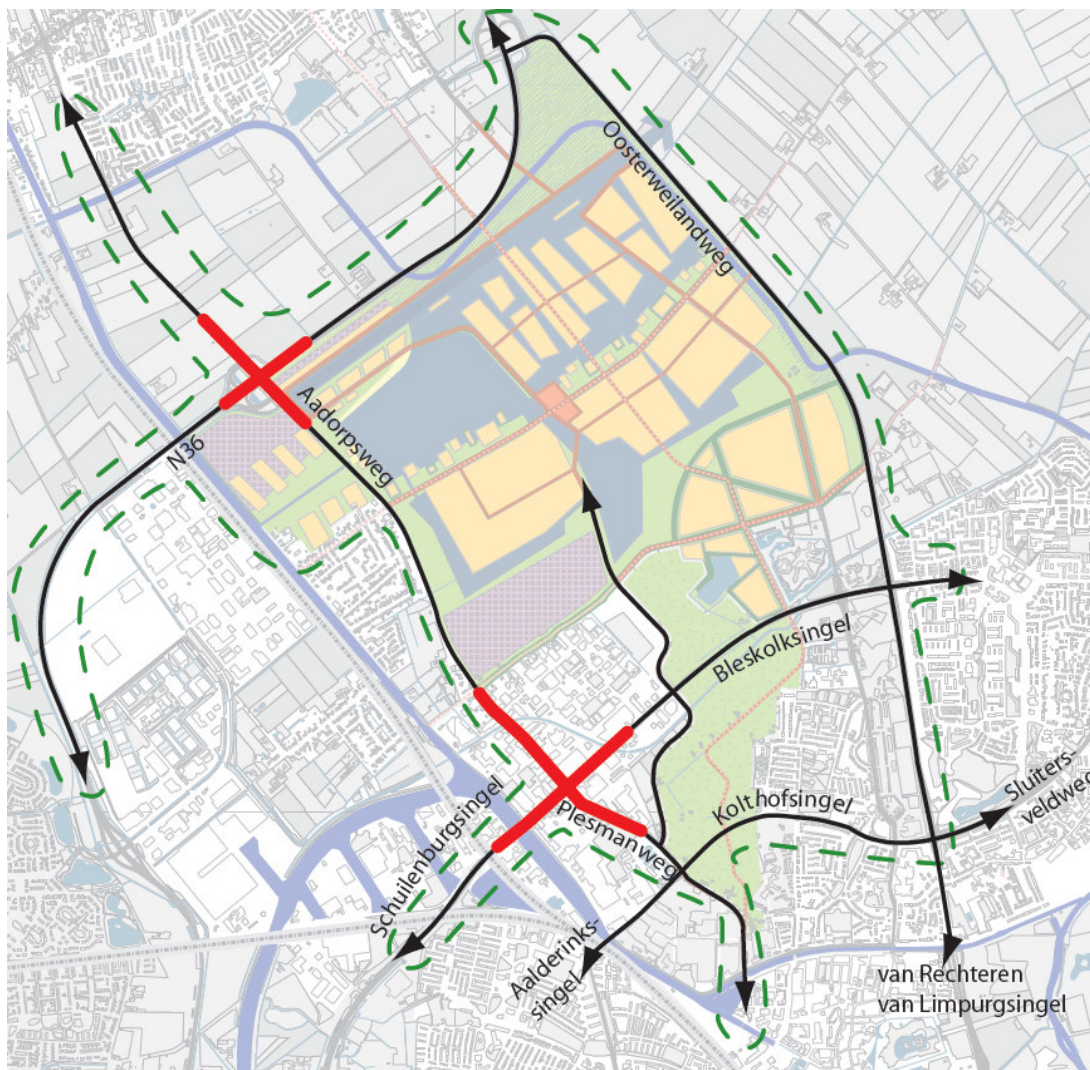 Oosterweilandweg
Aadorpsweg
N36
Bleskolksingel
Sluiters-
veldweg
Kolthofsingel
Plesmanweg
Schuilenburgsingel
Aalderinks-
singel
van Rechteren
van Limpurgsingel